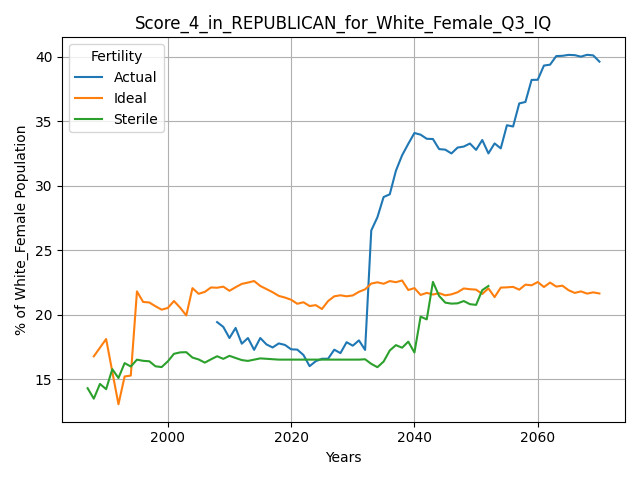 Score_4_in_REPUBLICAN_for_White_Female_Q3_IQ
Fertility
Actual
Ideal
Sterile
% of White_Female Population
40
35
30
25
20
15
2000
2020
2040
2060
Years